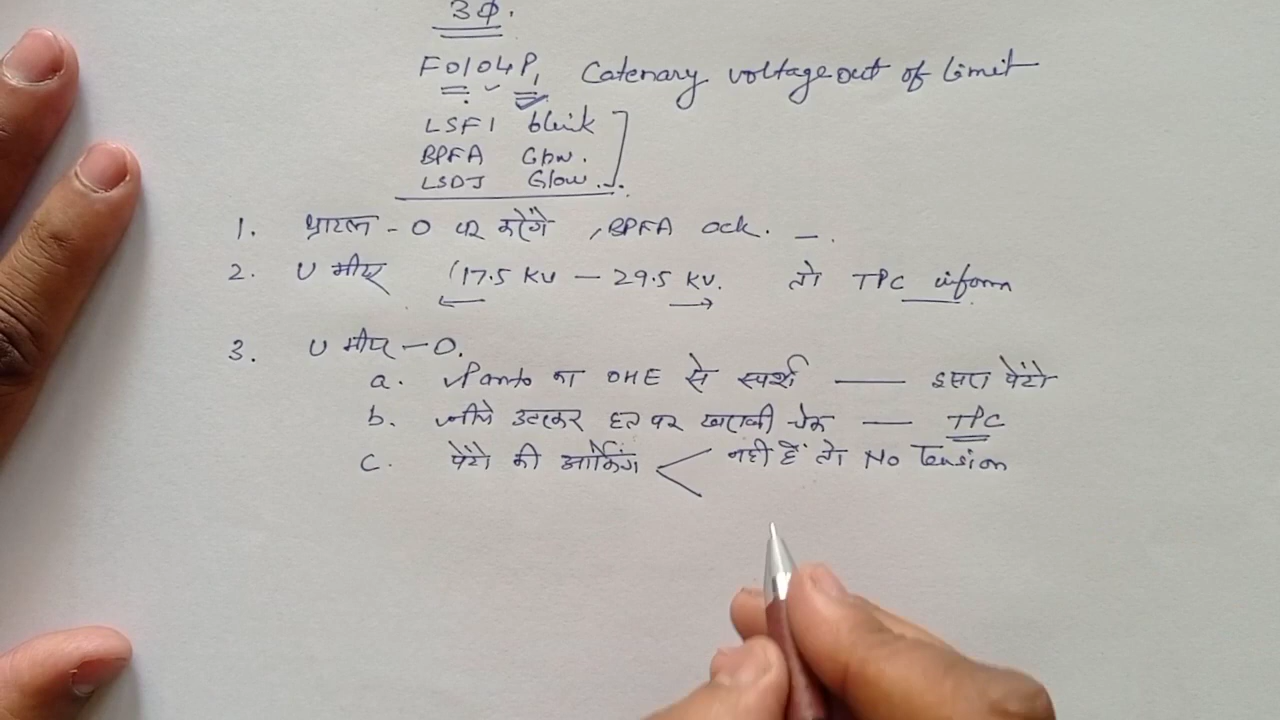 3φ.
F0104P, Catenary voltage out of limit
LSFI blink
BPFA Glow.
LSDJ Glow
1. थ्राटल - 0 पर करेंगे, BPFA ack.
2. U मीटर (17.5 KV — 29.5 KV. तो TPC inform
3. U मीटर — 0.
a. Panto का OHE से स्पर्श — दूसरा पेंटो
b. नीचे उतरकर छत पर खराबी चेक — TPC
c. पेंटो की आर्किंग नहीं हैं तो No Tension